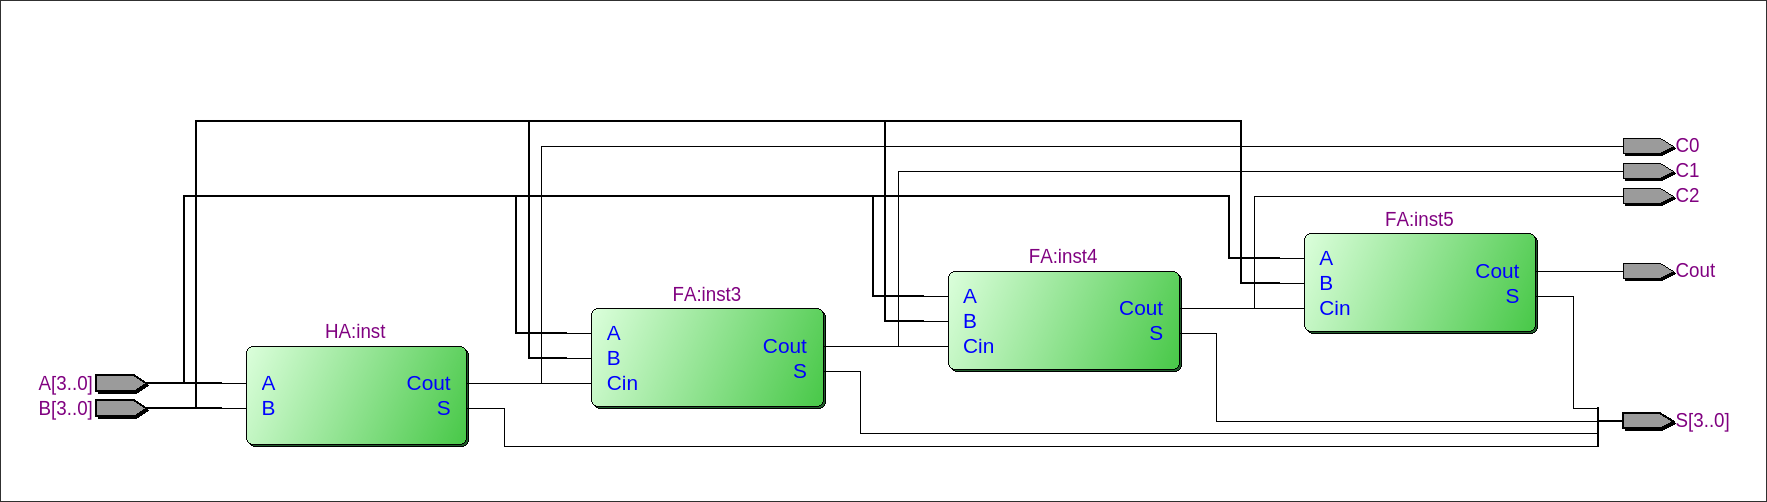 C0
C1
C2
FA:inst5
A
B
Cin
Cout
S
Cout
FA:inst4
A
B
Cin
Cout
S
FA:inst3
A
B
Cin
Cout
S
HA:inst
A
B
Cout
S
A[3..0]
B[3..0]
S[3..0]